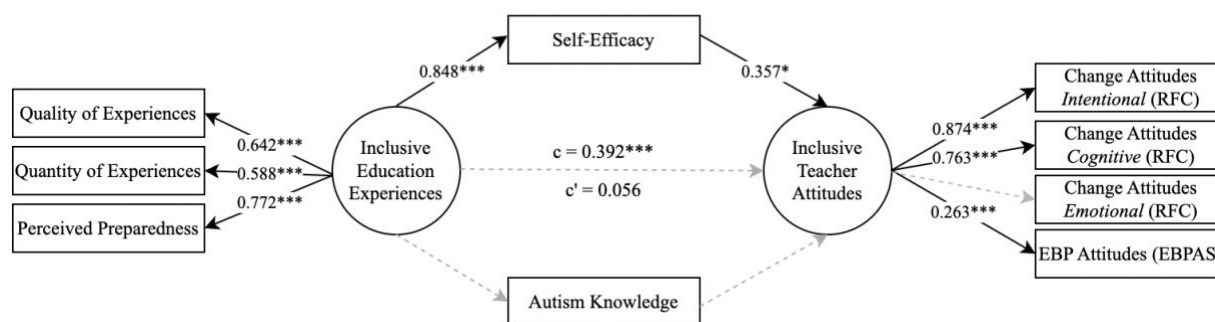 Self-Efficacy
0.848***
0.357*
Quality of Experiences
Quantity of Experiences
Perceived Preparedness
0.642***
0.588***
0.772***
Inclusive
Education
Experiences
c = 0.392***
c' = 0.056
Inclusive
Teacher
Attitudes
0.874***
0.763***
0.263***
Change Attitudes
Intentional (RFC)
Change Attitudes
Cognitive (RFC)
Change Attitudes
Emotional (RFC)
EBP Attitudes (EBPAS
Autism Knowledge